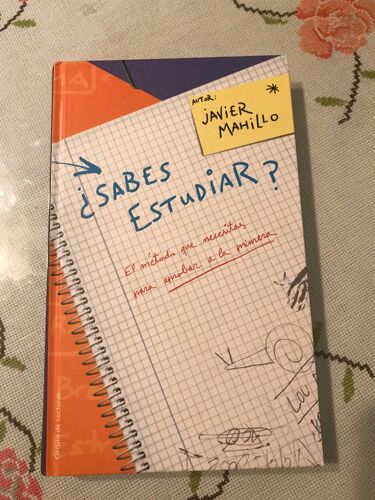 AUTOR:
JAVIER
MAHILLO
¿SABES
ESTUDIAR?
El método que necesitas
para aprobar a la primera
Círculo de Lectores